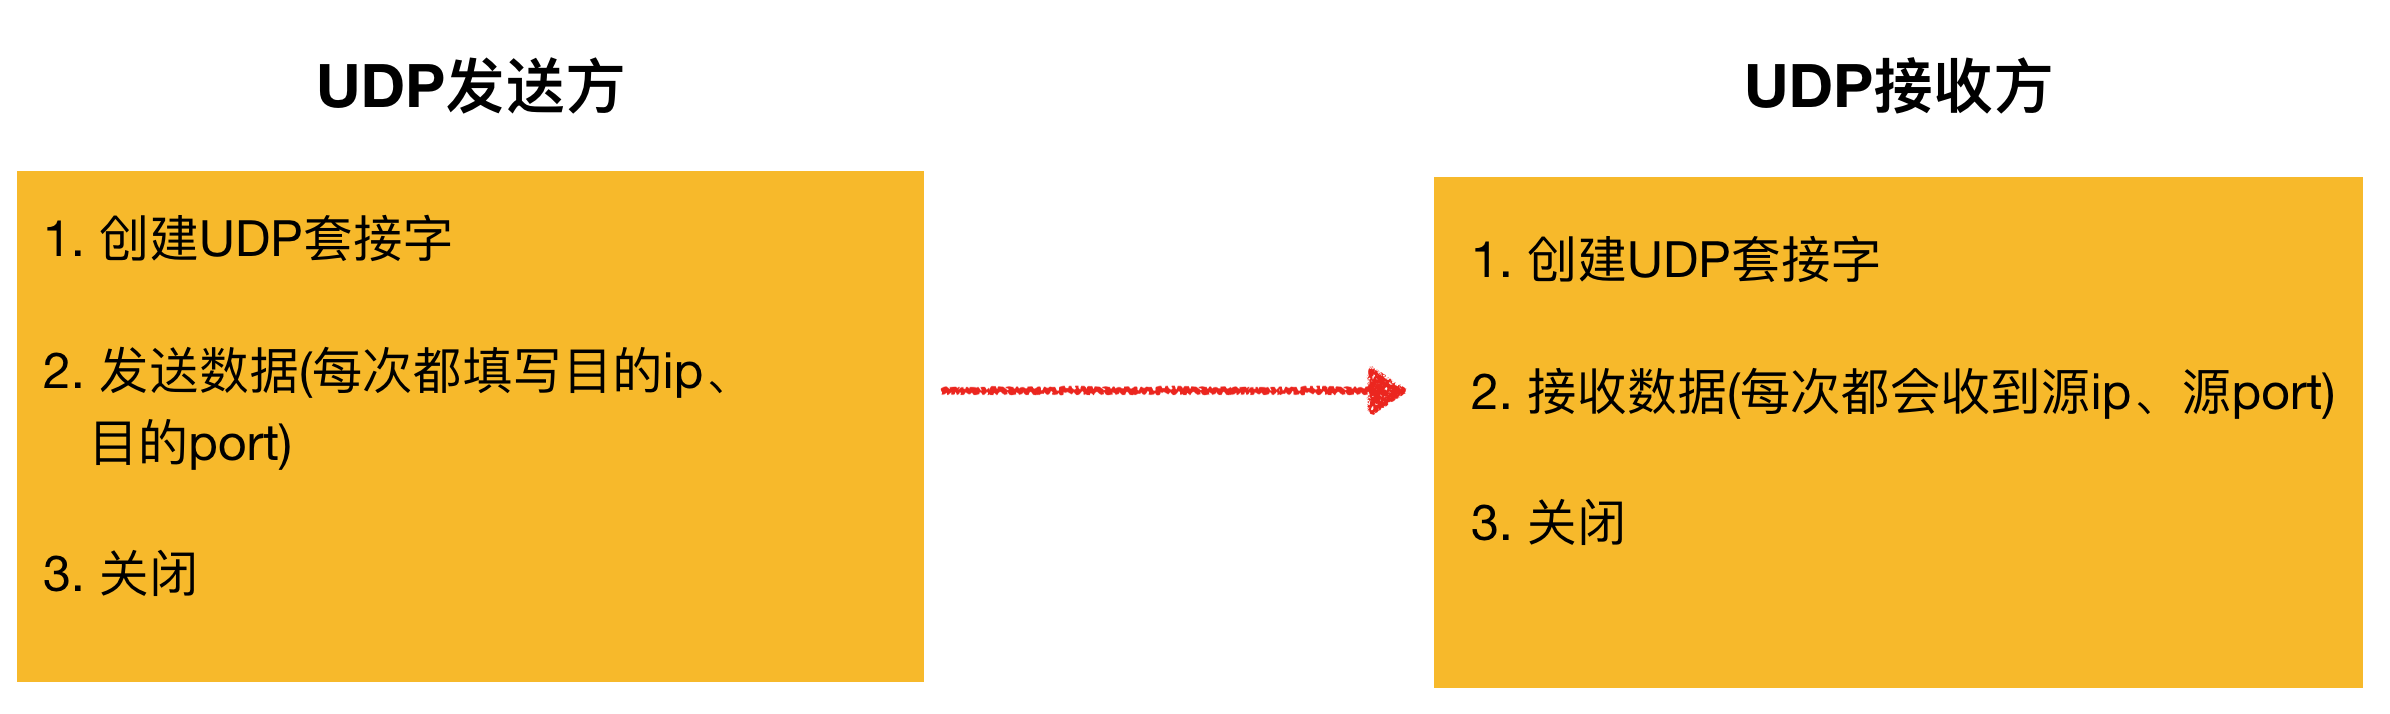 UDP发送方
1. 创建UDP套接字
2. 发送数据(每次都填写目的ip、
目的port)
3. 关闭
UDP接收方
1. 创建UDP套接字
2. 接收数据(每次都会收到源ip、源port)
3. 关闭